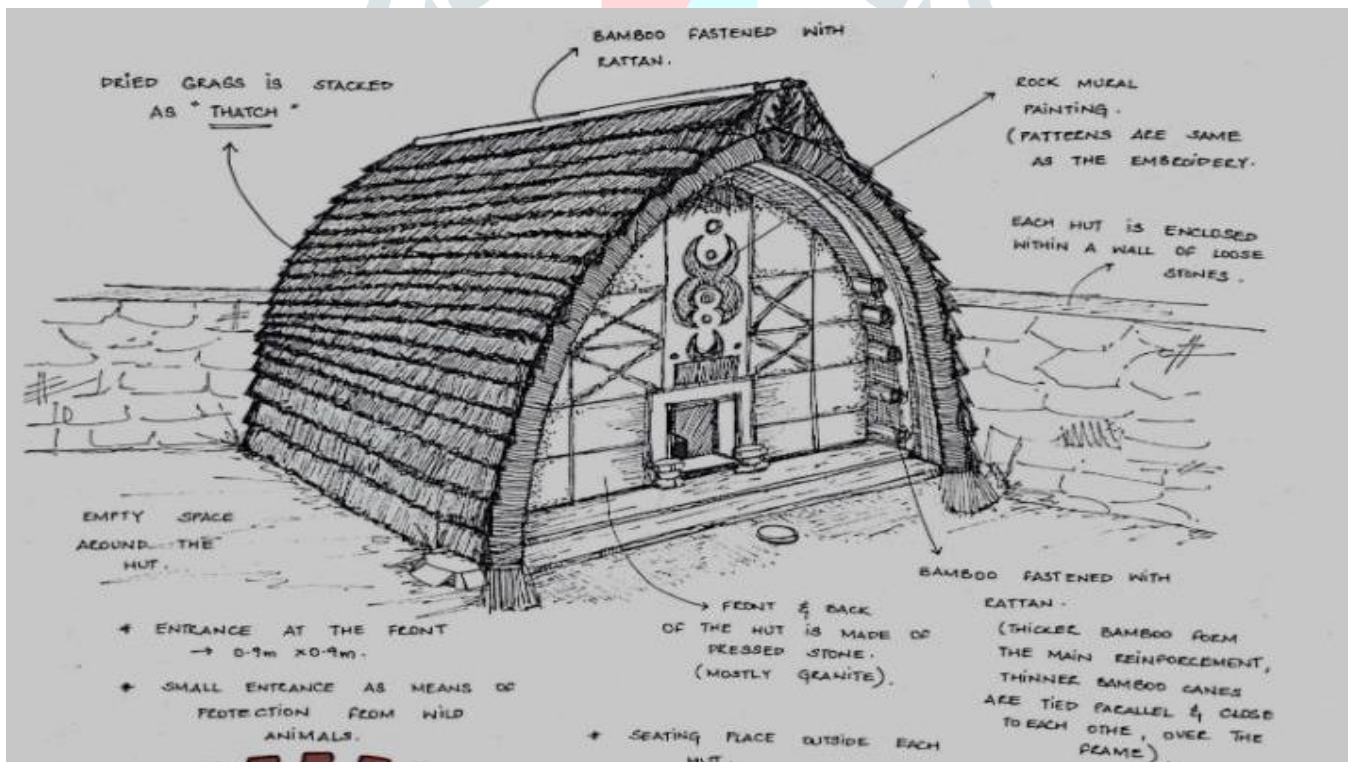 BAMBOO FASTENED WITH
RATTAN.
DRIED GRASS IS STACKED
AS "THATCH"
ROCK MURAL
PAINTING.
(PATTERNS ARE SAME
AS THE EMBROIDERY.
EACH HUT IS ENCLOSED
WITHIN A WALL OF LOOSE
STONES.
EMPTY SPACE
AROUND THE
HUT.
* ENTRANCE AT THE FRONT
→ 0.9m x 0.9m.
* SMALL ENTRANCE AS MEANS OF
PROTECTION FROM WILD
ANIMALS.
FRONT & BACK
OF THE HUT IS MADE OF
DRESSED STONE.
(MOSTLY GRANITE).
* SEATING PLACE OUTSIDE EACH
HUT.
BAMBOO FASTENED WITH
RATTAN.
(THICKER BAMBOO FORM
THE MAIN REINFORCEMENT,
THINNER BAMBOO CANES
ARE TIED PARALLEL & CLOSE
TO EACH OTHE, OVER THE
FRAME)